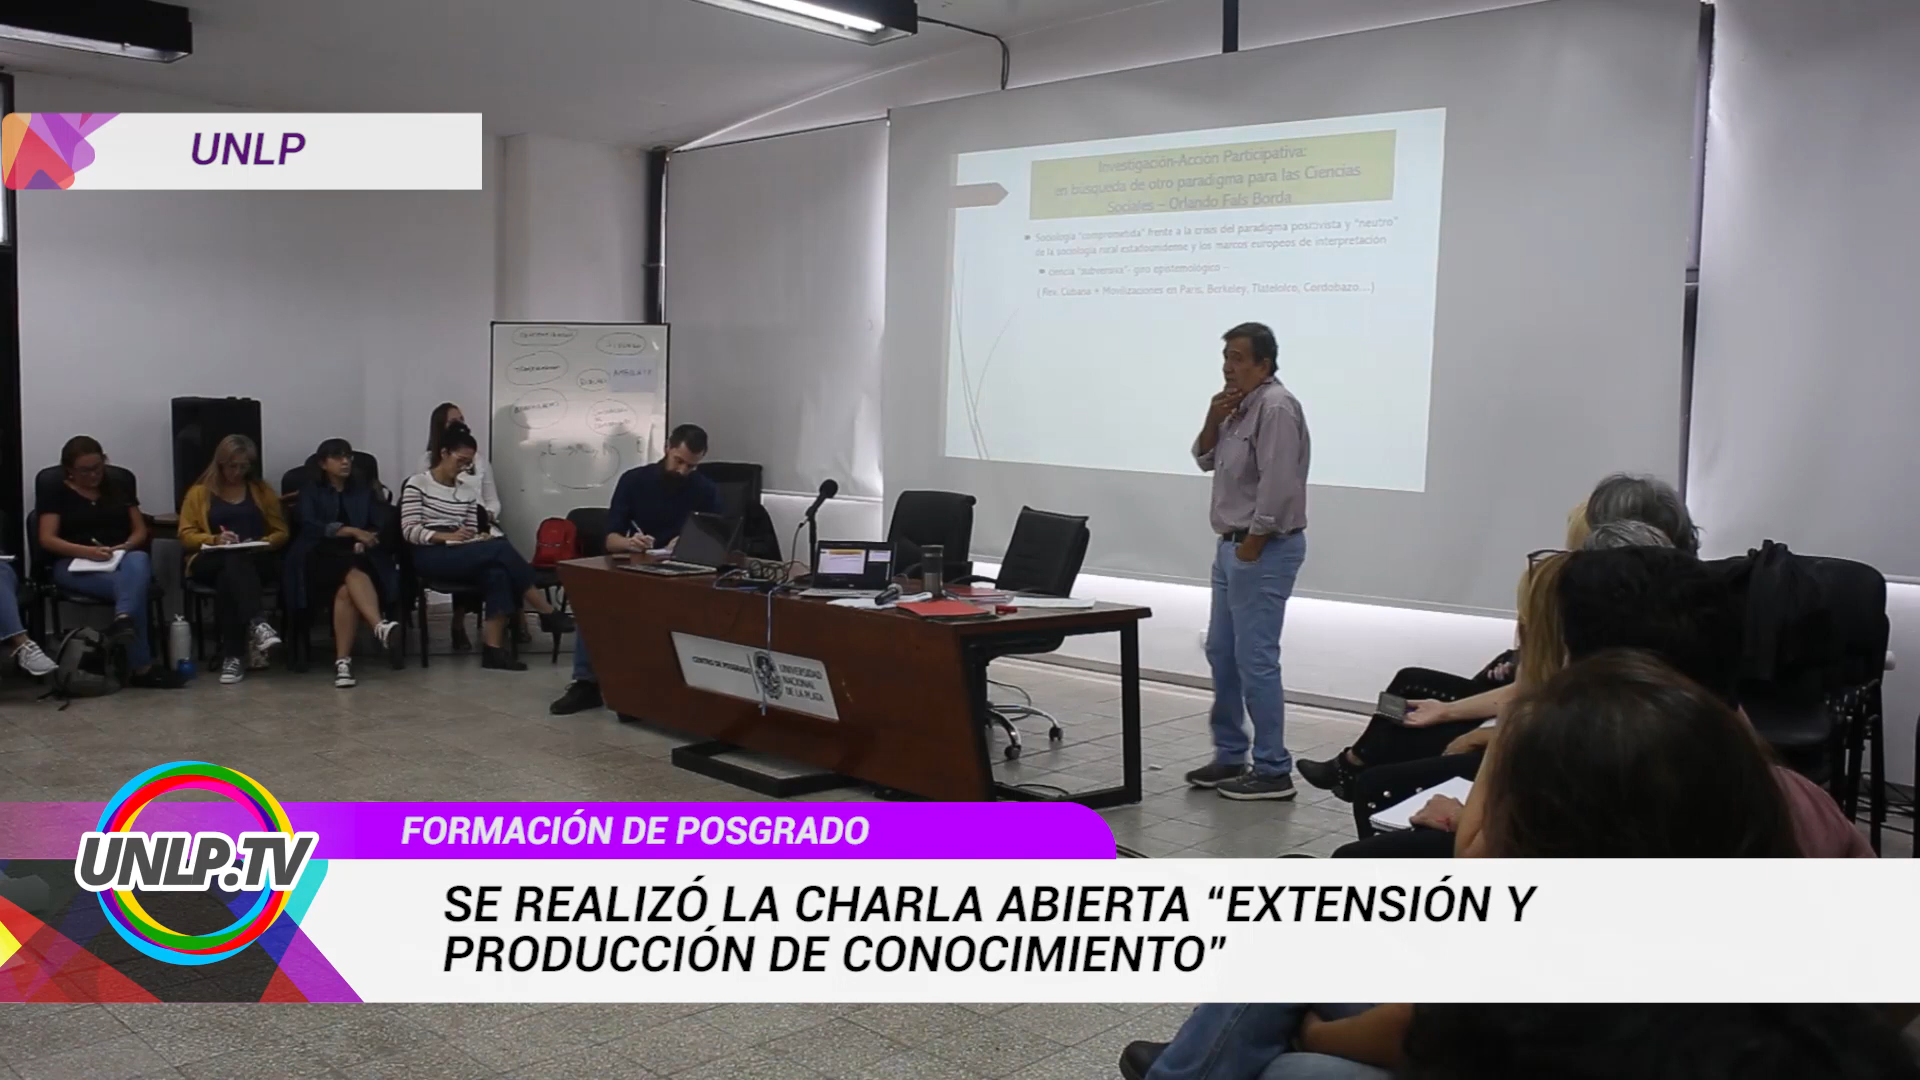 UNLP
Investigación-Acción Participativa:
en busqueda de otro paradigma para las Ciencias
Sociales – Orlando Fals Borda
Sociología "comprometida" frente a la crisis del paradigma positivista y "neutro"
de la sociología rural estadounidense y los marcos europeos de interpretación
ciencia "subversiva"- giro epistemológico -
( Rev. Cubana + Movilizaciones en Paris, Berkeley, Tlatelolco, Cordobazo…)
CENTRO DE POSGRADO
UNIVERSIDAD
NACIONAL
DE LA PLATA
FORMACIÓN DE POSGRADO
UNLP.TV
SE REALIZÓ LA CHARLA ABIERTA “EXTENSIÓN Y
PRODUCCIÓN DE CONOCIMIENTO”